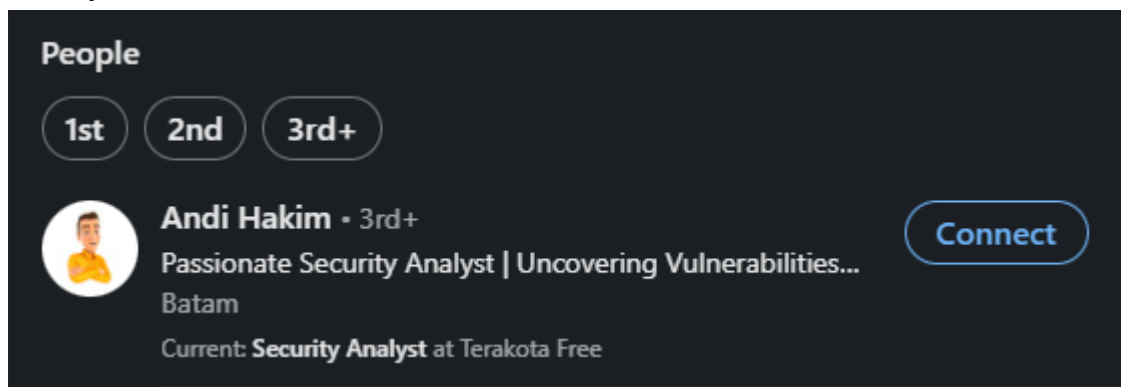 People
1st 2nd 3rd+
Andi Hakim • 3rd+
Connect
Passionate Security Analyst | Uncovering Vulnerabilities...
Batam
Current: Security Analyst at Terakota Free